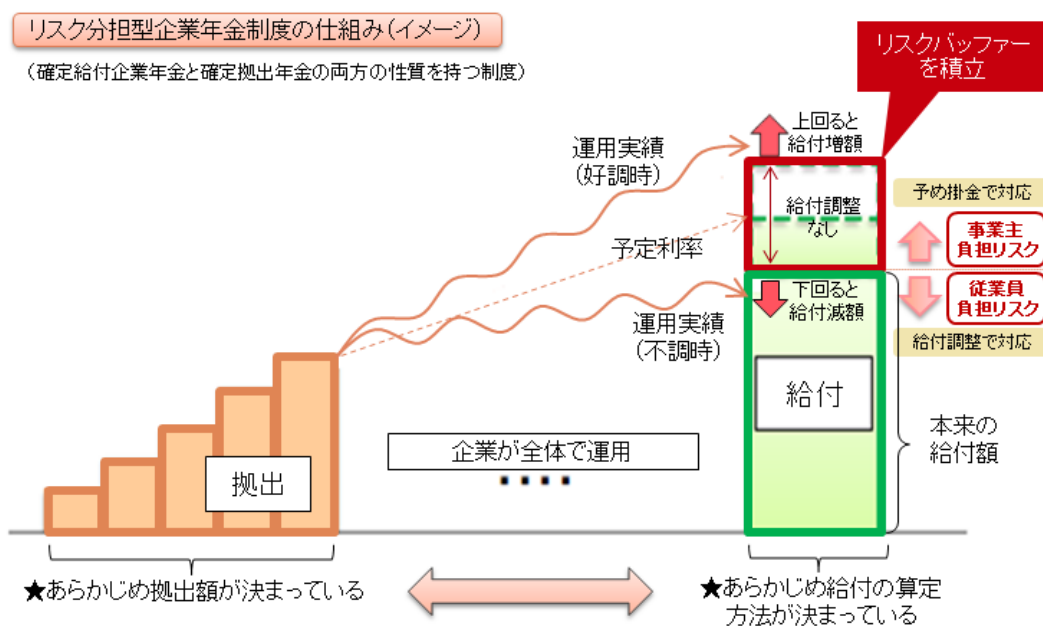 リスク分担型企業年金制度の仕組み(イメージ)
(確定給付企業年金と確定拠出年金の両方の性質を持つ制度)
リスクバッファー
を積立
上回ると
給付増額
運用実績
(好調時)
予め掛金で対応
給付調整
なし
事業主
負担リスク
予定利率
下回ると
給付減額
従業員
負担リスク
運用実績
(不調時)
給付調整で対応
給付
本来の
給付額
企業が全体で運用
拠出
★あらかじめ拠出額が決まっている
★あらかじめ給付の算定
方法が決まっている